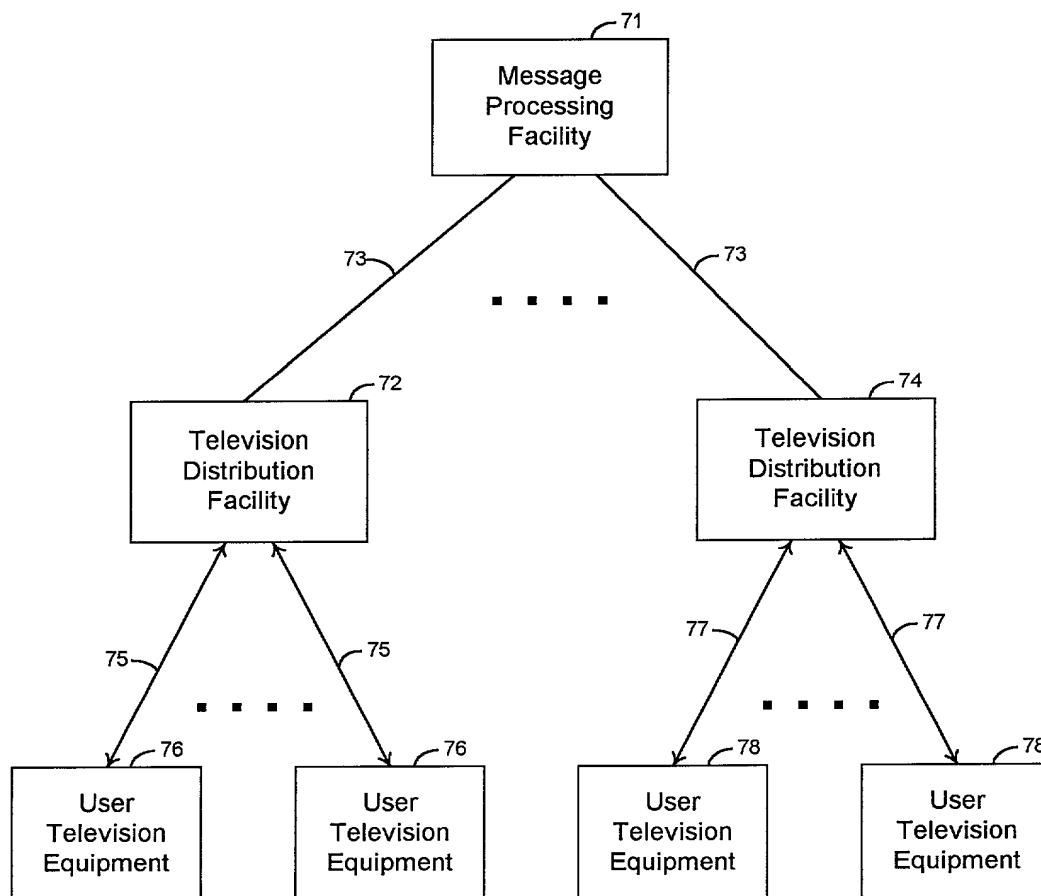 71
Message
Processing
Facility
73
73
72
Television
Distribution
Facility
74
Television
Distribution
Facility
75
75
77
77
76
User
Television
Equipment
76
User
Television
Equipment
78
User
Television
Equipment
78
User
Television
Equipment